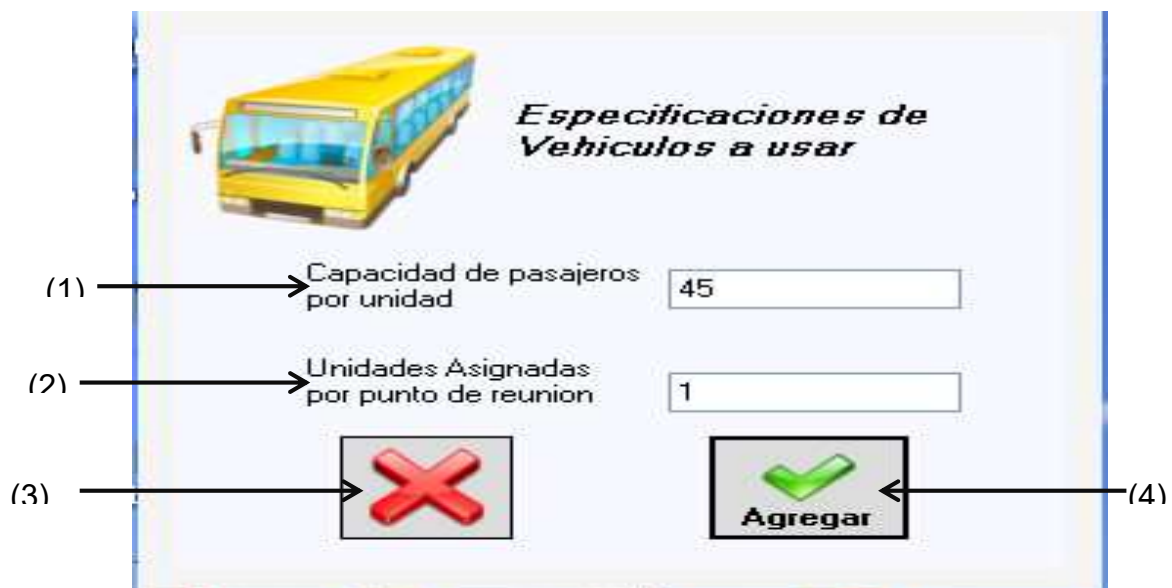 Especificaciones de
Vehiculos a usar
(1)
Capacidad de pasajeros
por unidad
45
(2)
Unidades Asignadas
por punto de reunion
1
(3)
Agregar
(4)